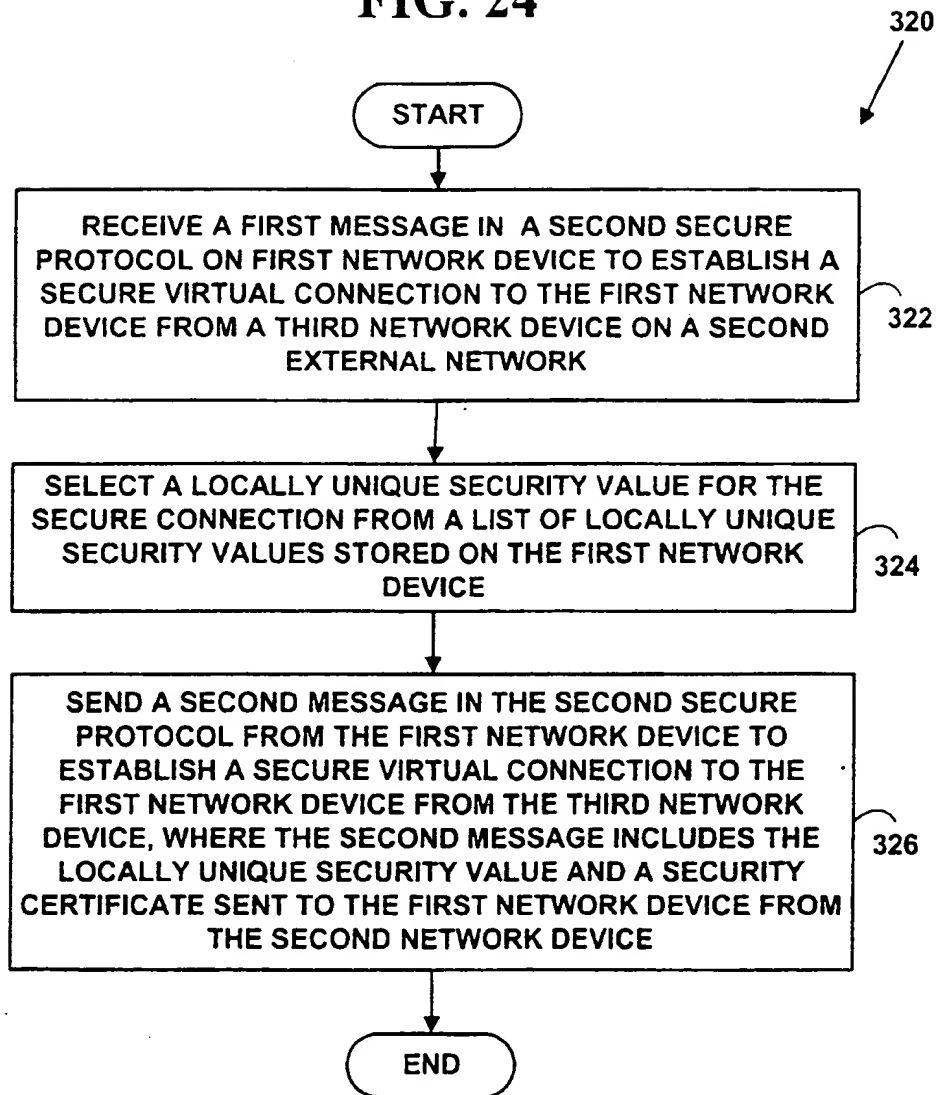 FIG. 24
320
START
RECEIVE A FIRST MESSAGE IN A SECOND SECURE
PROTOCOL ON FIRST NETWORK DEVICE TO ESTABLISH A
SECURE VIRTUAL CONNECTION TO THE FIRST NETWORK
DEVICE FROM A THIRD NETWORK DEVICE ON A SECOND
EXTERNAL NETWORK
322
SELECT A LOCALLY UNIQUE SECURITY VALUE FOR THE
SECURE CONNECTION FROM A LIST OF LOCALLY UNIQUE
SECURITY VALUES STORED ON THE FIRST NETWORK
DEVICE
324
SEND A SECOND MESSAGE IN THE SECOND SECURE
PROTOCOL FROM THE FIRST NETWORK DEVICE TO
ESTABLISH A SECURE VIRTUAL CONNECTION TO THE
FIRST NETWORK DEVICE FROM THE THIRD NETWORK
DEVICE, WHERE THE SECOND MESSAGE INCLUDES THE
LOCALLY UNIQUE SECURITY VALUE AND A SECURITY
CERTIFICATE SENT TO THE FIRST NETWORK DEVICE FROM
THE SECOND NETWORK DEVICE
326
END